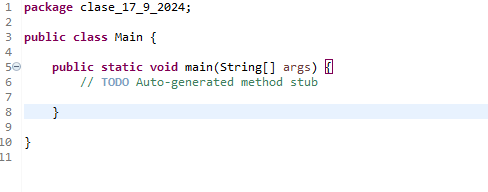 1 package clase_17_9_2024;
2
3 public class Main {
4
5 public static void main(String[] args) {
6 // TODO Auto-generated method stub
7
8 }
9
10 }
11